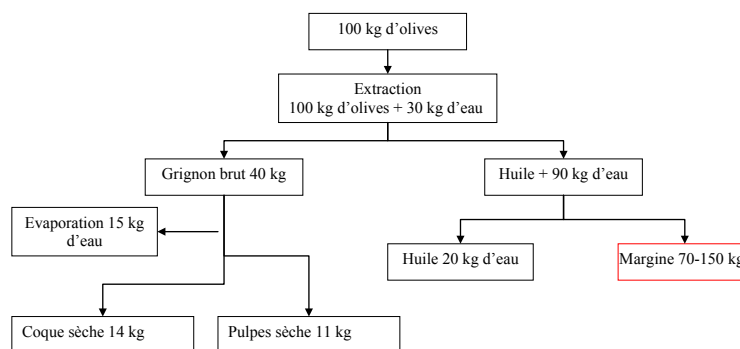 100 kg d'olives
Extraction
100 kg d'olives + 30 kg d'eau
Grignon brut 40 kg
Huile + 90 kg d'eau
Evaporation 15 kg
d'eau
Huile 20 kg d'eau
Margine 70-150 kg
Coque sèche 14 kg
Pulpes sèche 11 kg